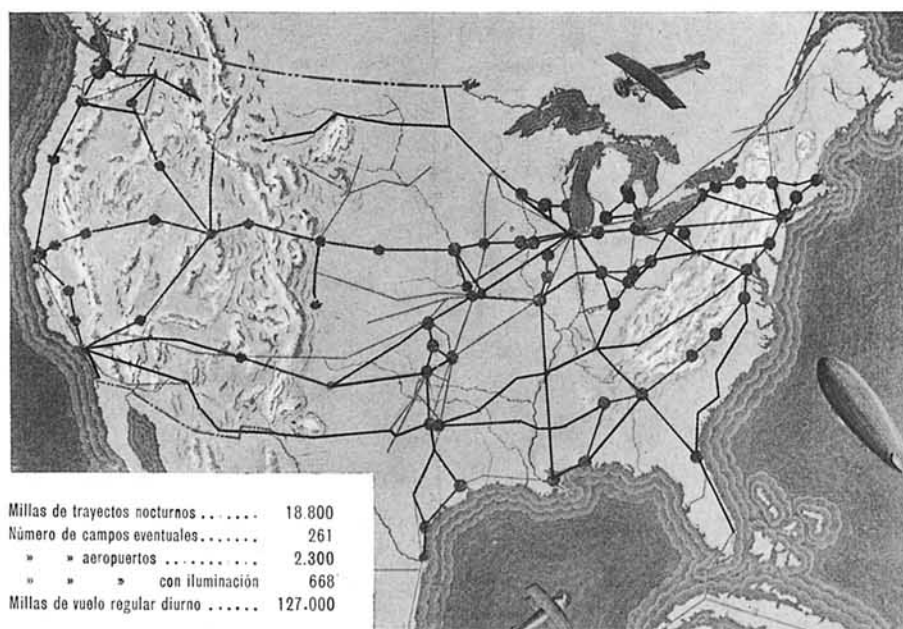 Millas de trayectos nocturnos ....... 18.800
Número de campos eventuales ....... 261
» » aeropuertos ......... 2.300
» » » con iluminación 668
Millas de vuelo regular diurno ...... 127.000